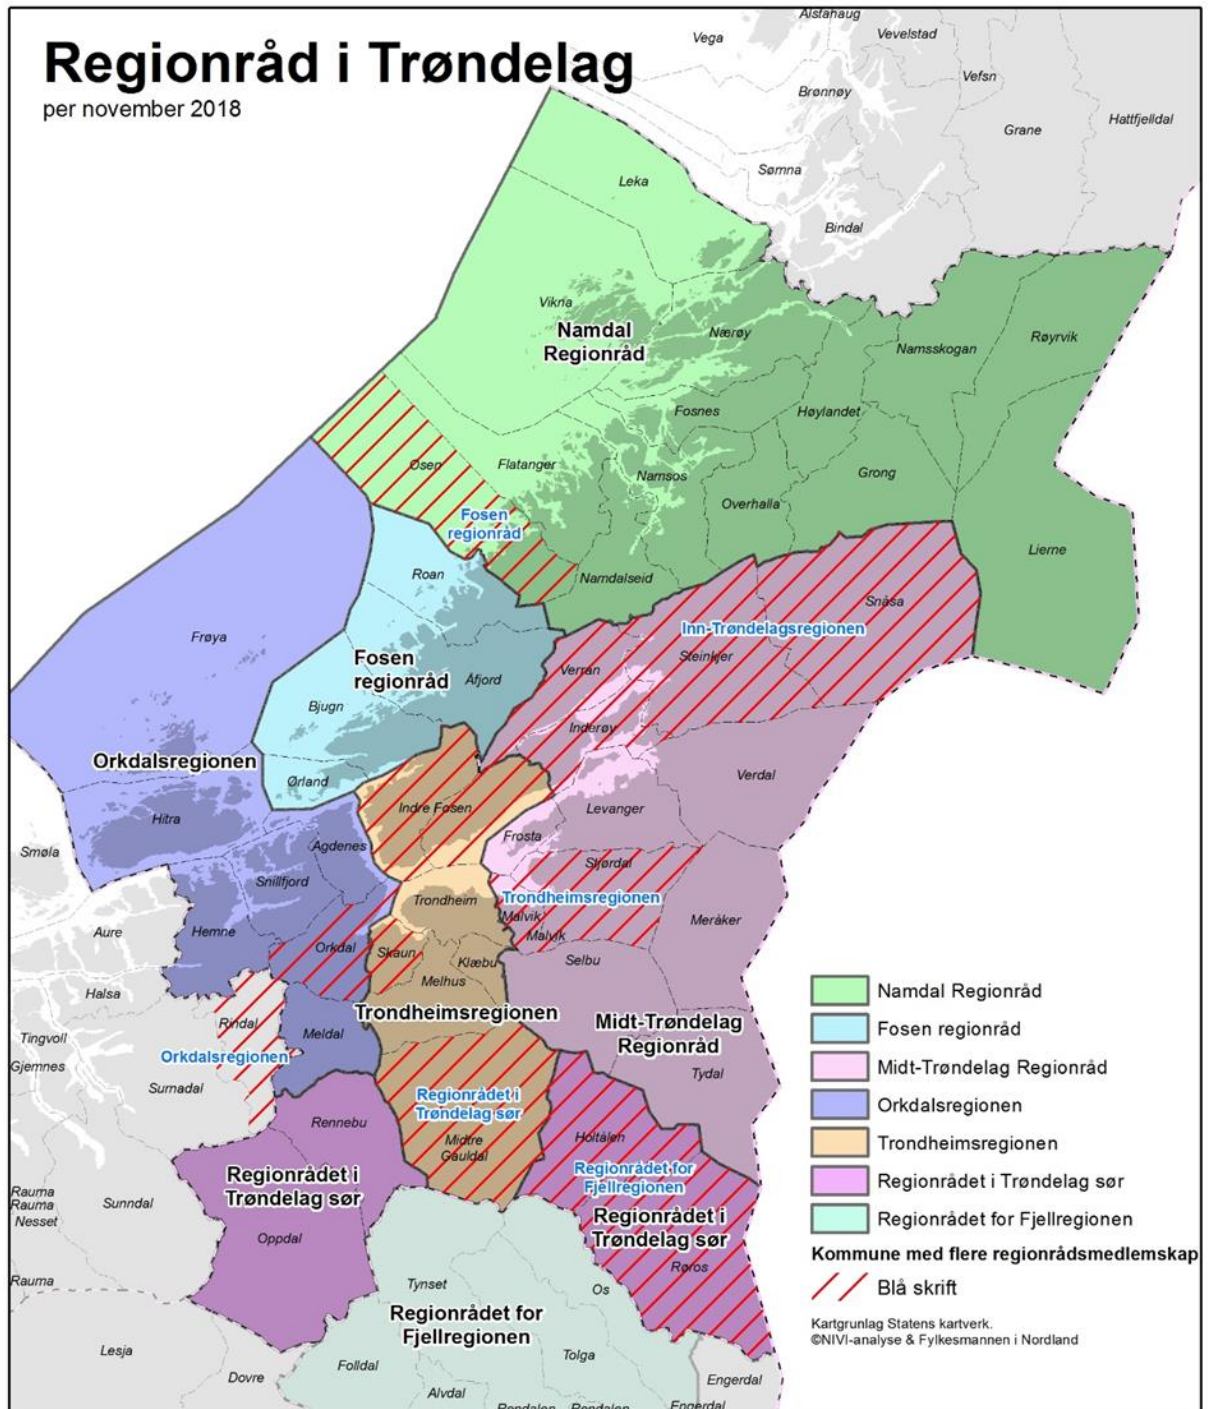 Regionråd i Trøndelag
per november 2018
Alstahaug
Vega
Vevelstad
Vefsn
Brønnøy
Hattfjelldal
Grane
Sømna
Leka
Bindal
Vikna
Namdal
Regionråd
Nærøy
Namsskogan
Røyrvik
Fosnes
Høylandet
Osen
Flatanger
Namsos
Grong
Overhalla
Fosen
regionråd
Lierne
Roan
Namdalseid
Snåsa
Inn-Trøndelagsregionen
Frøya
Steinkjer
Fosen
regionråd
Verran
Åfjord
Bjugn
Inderøy
Orkdalsregionen
Ørland
Verdal
Hitra
Indre Fosen
Levanger
Agdenes
Frosta
Smøla
Stjørdal
Snillfjord
Trondheim
Trondheimsregionen
Malvik
Meråker
Aure
Hemne
Malvik
Orkdal
Skaun
Klæbu
Selbu
Melhus
Halsa
Trondheimsregionen
Rindal
Meldal
Midt-Trøndelag
Regionråd
Tingvoll
Orkdalsregionen
Gjemnes
Tydal
Surnadal
Regionrådet i
Trøndelag sør
Rennebu
Midtre
Gauldal
Holtålen
Regionrådet i
Trøndelag sør
Regionrådet for
Fjellregionen
Rauma
Rauma
Nesset
Sunndal
Regionrådet i
Trøndelag sør
Oppdal
Røros
Rauma
Tynset
Os
Regionrådet for
Fjellregionen
Lesja
Folldal
Tolga
Dovre
Alvdal
Engerdal
Rendalen
Rendalen
Engerdal
Namdal Regionråd
Fosen regionråd
Midt-Trøndelag Regionråd
Orkdalsregionen
Trondheimsregionen
Regionrådet i Trøndelag sør
Regionrådet for Fjellregionen
Kommune med flere regionrådsmedlemskap
Blå skrift
Kartgrunlag Statens kartverk.
©NIVI-analyse & Fylkesmannen i Nordland